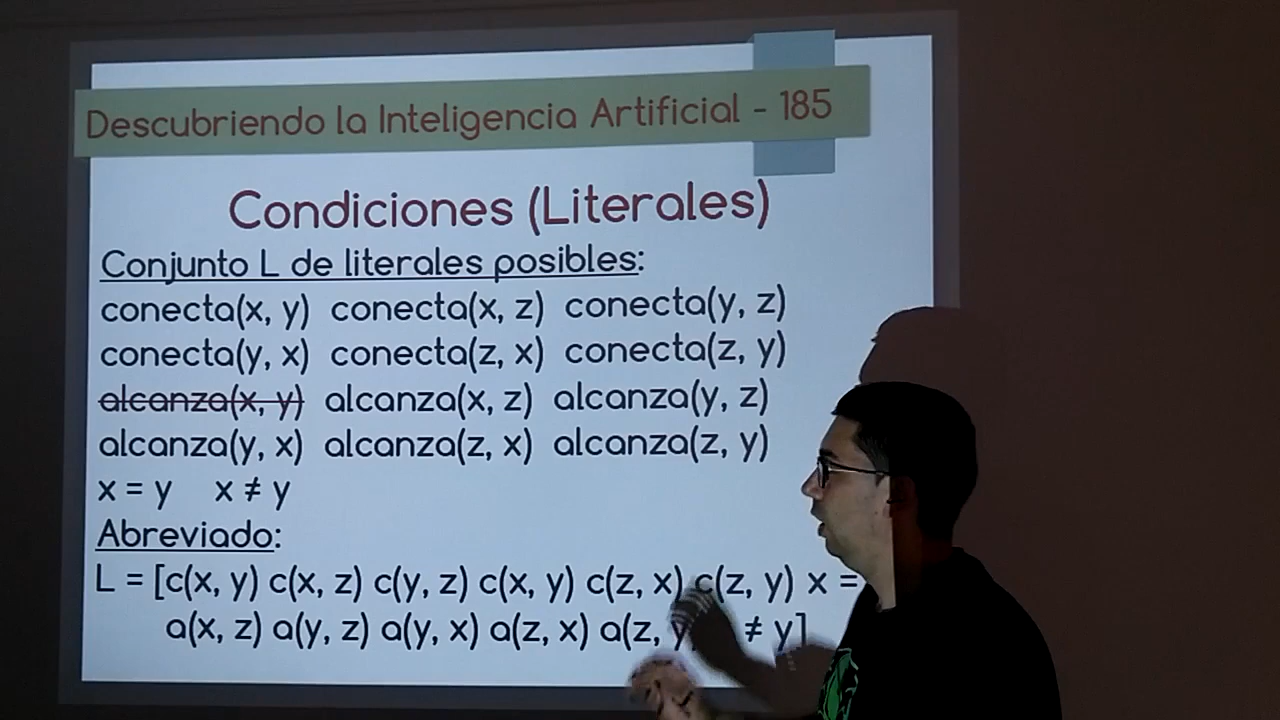 Descubriendo la Inteligencia Artificial - 185
Condiciones (Literales)
Conjunto L de literales posibles:
conecta(x, y) conecta(x, z) conecta(y, z)
conecta(y, x) conecta(z, x) conecta(z, y)
alcanza(x, y) alcanza(x, z) alcanza(y, z)
alcanza(y, x) alcanza(z, x) alcanza(z, y)
x = y x ≠ y
Abreviado:
L = [c(x, y) c(x, z) c(y, z) c(x, y) c(z, x) c(z, y) x =
a(x, z) a(y, z) a(y, x) a(z, x) a(z, y ≠ y]